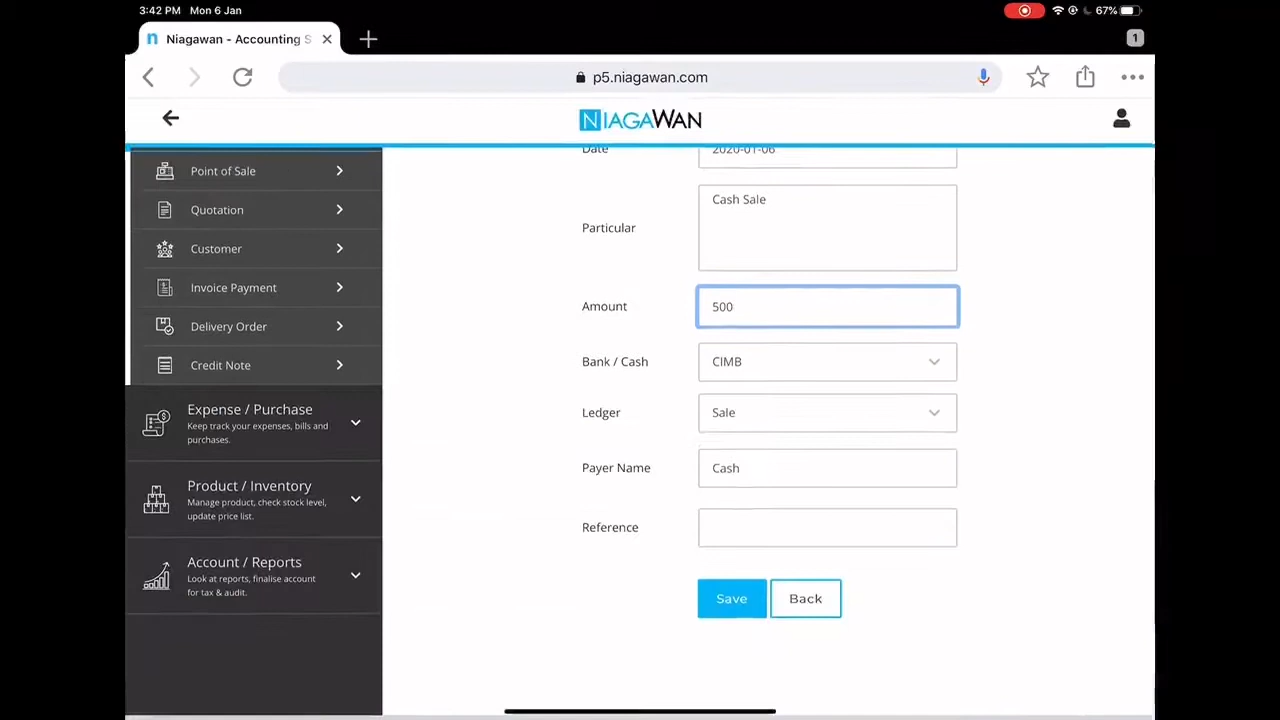 3:42 PM Mon 6 Jan
67%
n Niagawan - Accounting S
1
p5.niagawan.com
NIAGAWAN
Point of Sale
Quotation
Customer
Invoice Payment
Delivery Order
Credit Note
Expense / Purchase
Keep track your expenses, bills and
purchases.
Product / Inventory
Manage product, check stock level,
update price list.
Account / Reports
Look at reports, finalise account
for tax & audit.
Date 2020-01-06
Particular Cash Sale
Amount 500
Bank / Cash CIMB
Ledger Sale
Payer Name Cash
Reference
Save Back